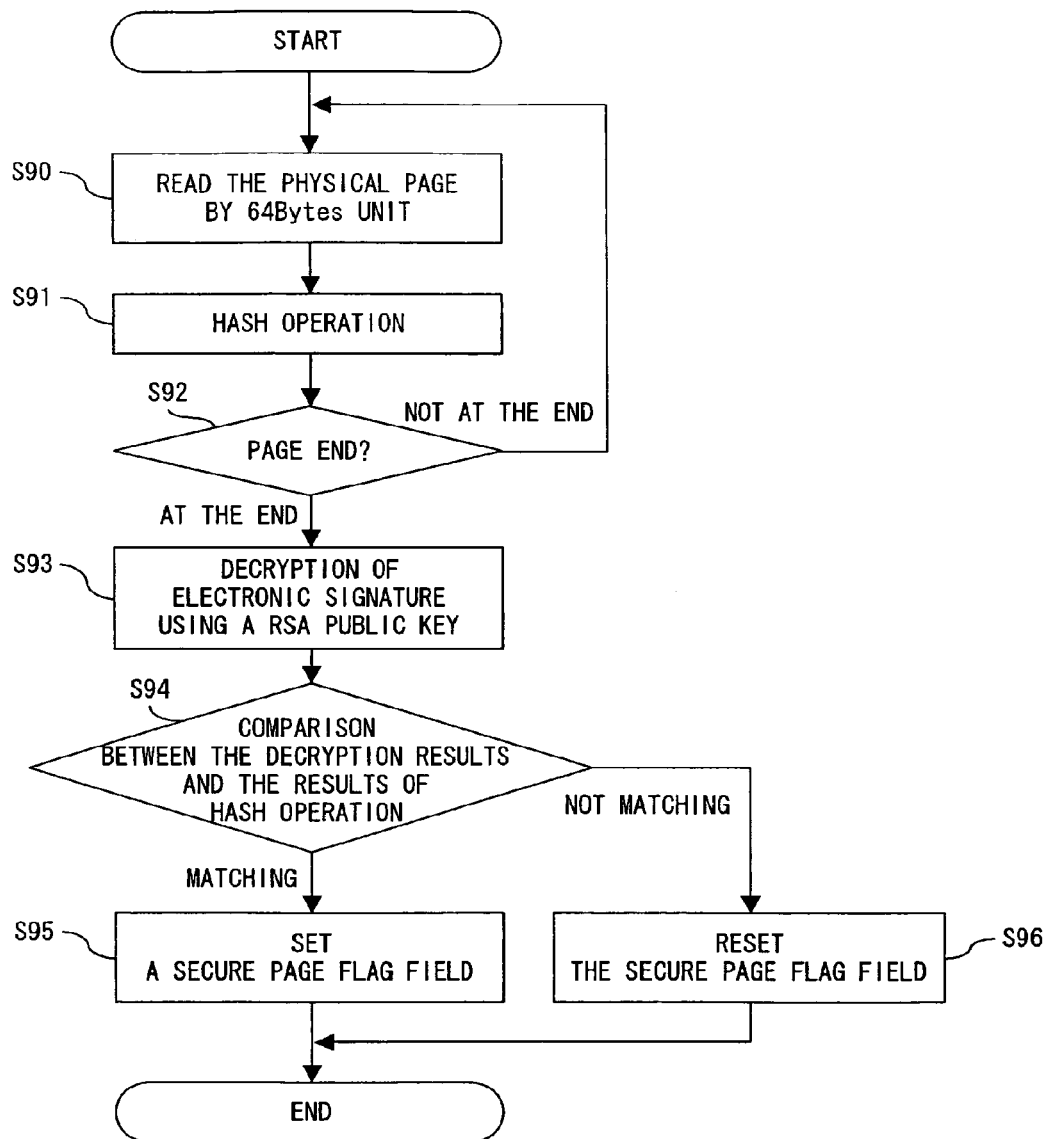 START
S90
READ THE PHYSICAL PAGE
BY 64Bytes UNIT
S91
HASH OPERATION
S92
NOT AT THE END
PAGE END?
AT THE END
S93
DECRYPTION OF
ELECTRONIC SIGNATURE
USING A RSA PUBLIC KEY
S94
COMPARISON
BETWEEN THE DECRYPTION RESULTS
AND THE RESULTS OF
HASH OPERATION
NOT MATCHING
MATCHING
S95
SET
A SECURE PAGE FLAG FIELD
RESET
THE SECURE PAGE FLAG FIELD
S96
END